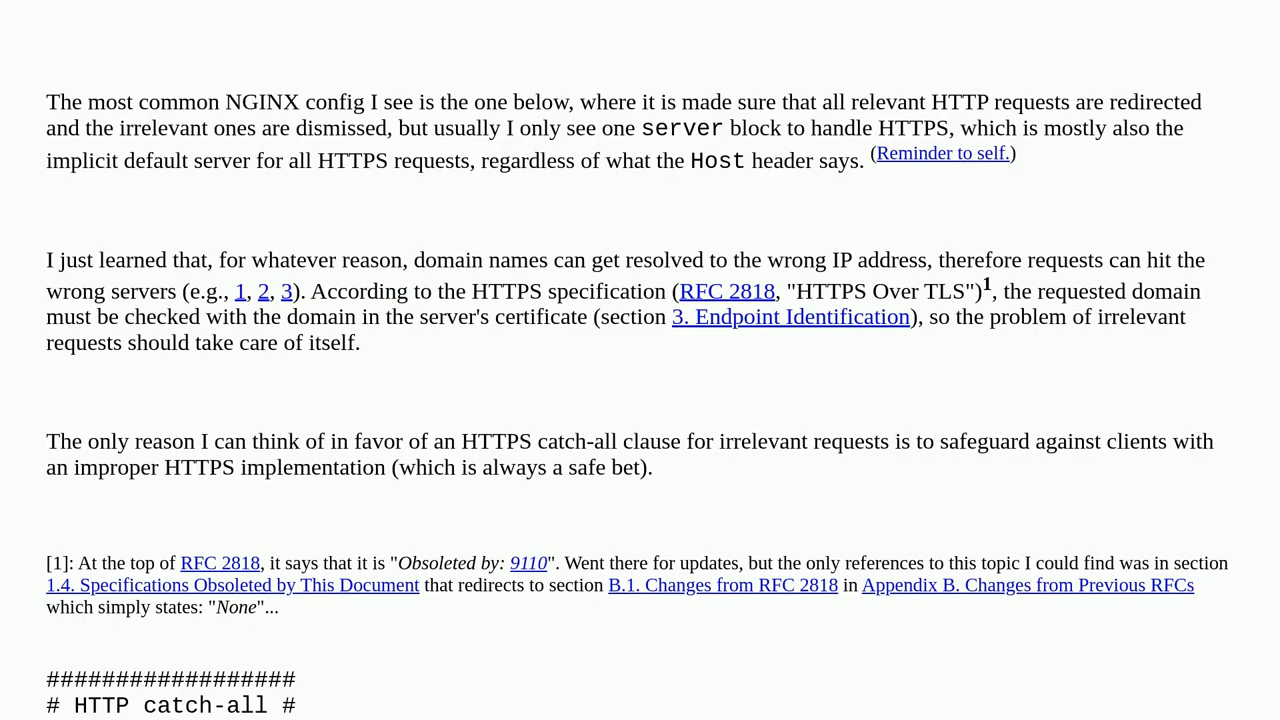 The most common NGINX config I see is the one below, where it is made sure that all relevant HTTP requests are redirected
and the irrelevant ones are dismissed, but usually I only see one server block to handle HTTPS, which is mostly also the
implicit default server for all HTTPS requests, regardless of what the Host header says. (Reminder to self.)
I just learned that, for whatever reason, domain names can get resolved to the wrong IP address, therefore requests can hit the
wrong servers (e.g., 1, 2, 3). According to the HTTPS specification (RFC 2818, "HTTPS Over TLS")1, the requested domain
must be checked with the domain in the server's certificate (section 3. Endpoint Identification), so the problem of irrelevant
requests should take care of itself.
The only reason I can think of in favor of an HTTPS catch-all clause for irrelevant requests is to safeguard against clients with
an improper HTTPS implementation (which is always a safe bet).
[1]: At the top of RFC 2818, it says that it is "Obsoleted by: 9110". Went there for updates, but the only references to this topic I could find was in section
1.4. Specifications Obsoleted by This Document that redirects to section B.1. Changes from RFC 2818 in Appendix B. Changes from Previous RFCs
which simply states: "None"...
##################
# HTTP catch-all #